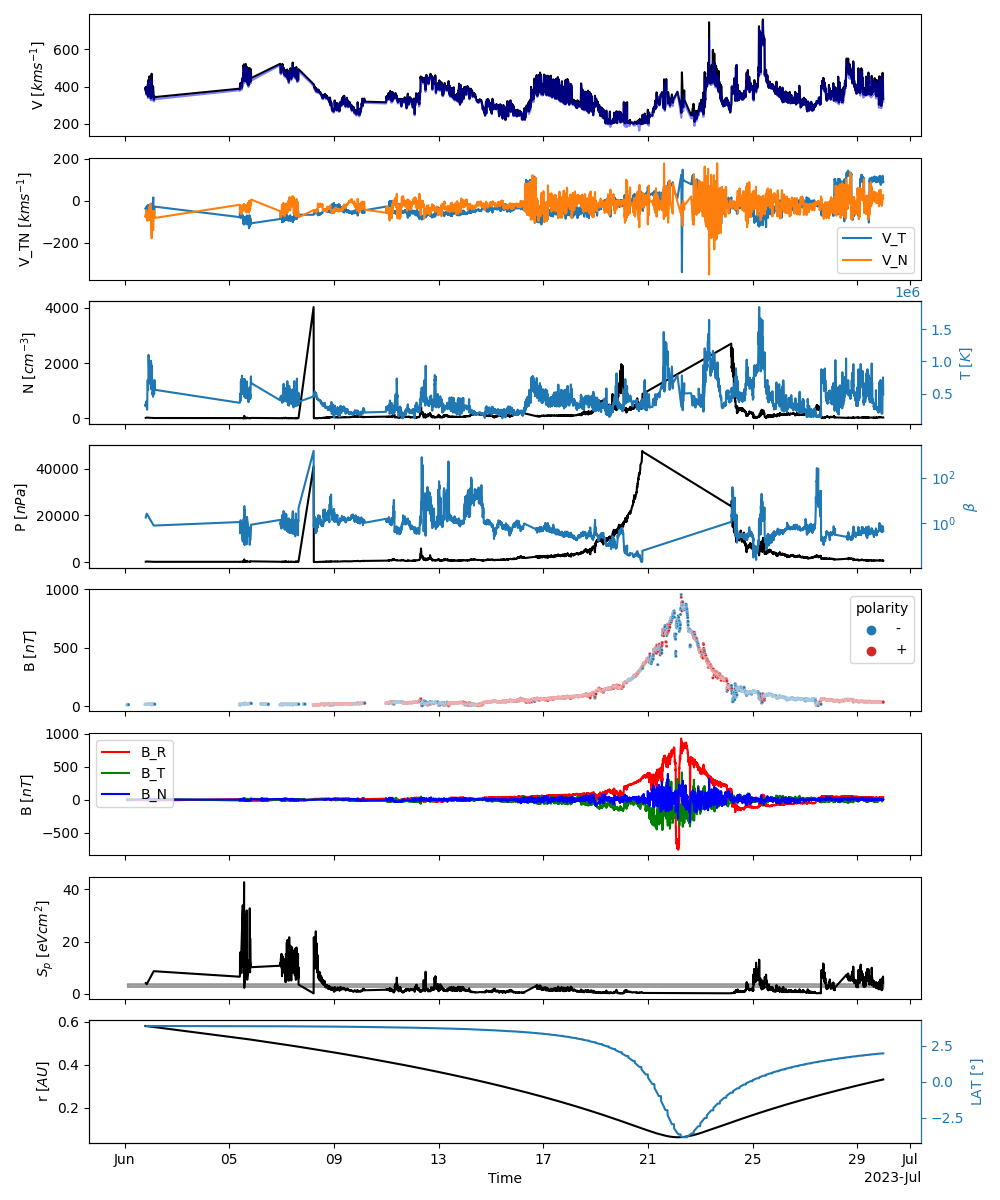 V [kms⁻¹]
600
400
200
V_TN [kms⁻¹]
200
0
−200
V_T
V_N
N [cm⁻³]
4000
2000
0
1e6
1.5
1.0
0.5
T [K]
P [nPa]
40000
20000
0
10²
10⁰
β
B [nT]
1000
500
0
polarity
-
+
B [nT]
1000
500
0
−500
B_R
B_T
B_N
Sₚ [eVcm²]
40
20
0
r [AU]
0.6
0.4
0.2
2.5
0.0
−2.5
LAT [°]
Jun 05 09 13 17 21 25 29 Jul
Time
2023-Jul